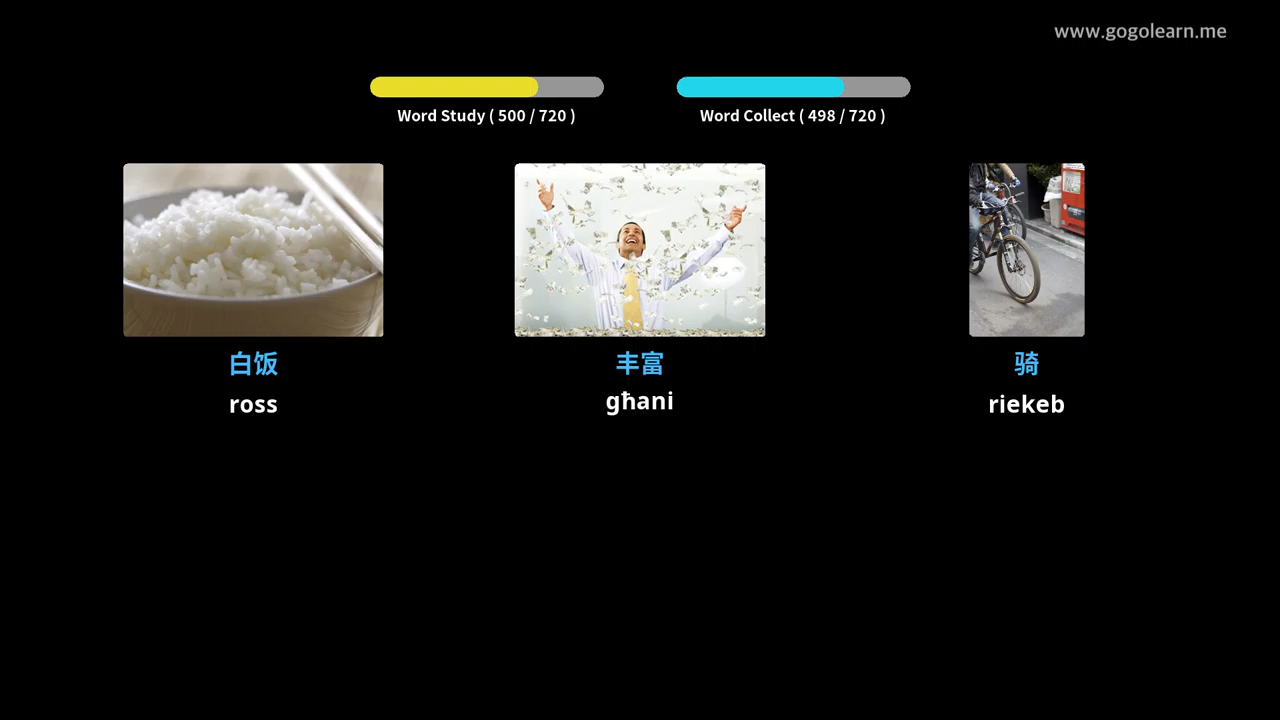 www.gogolearn.me
Word Study ( 500 / 720 )
Word Collect ( 498 / 720 )
白饭
丰富
骑
ross
għani
riekeb